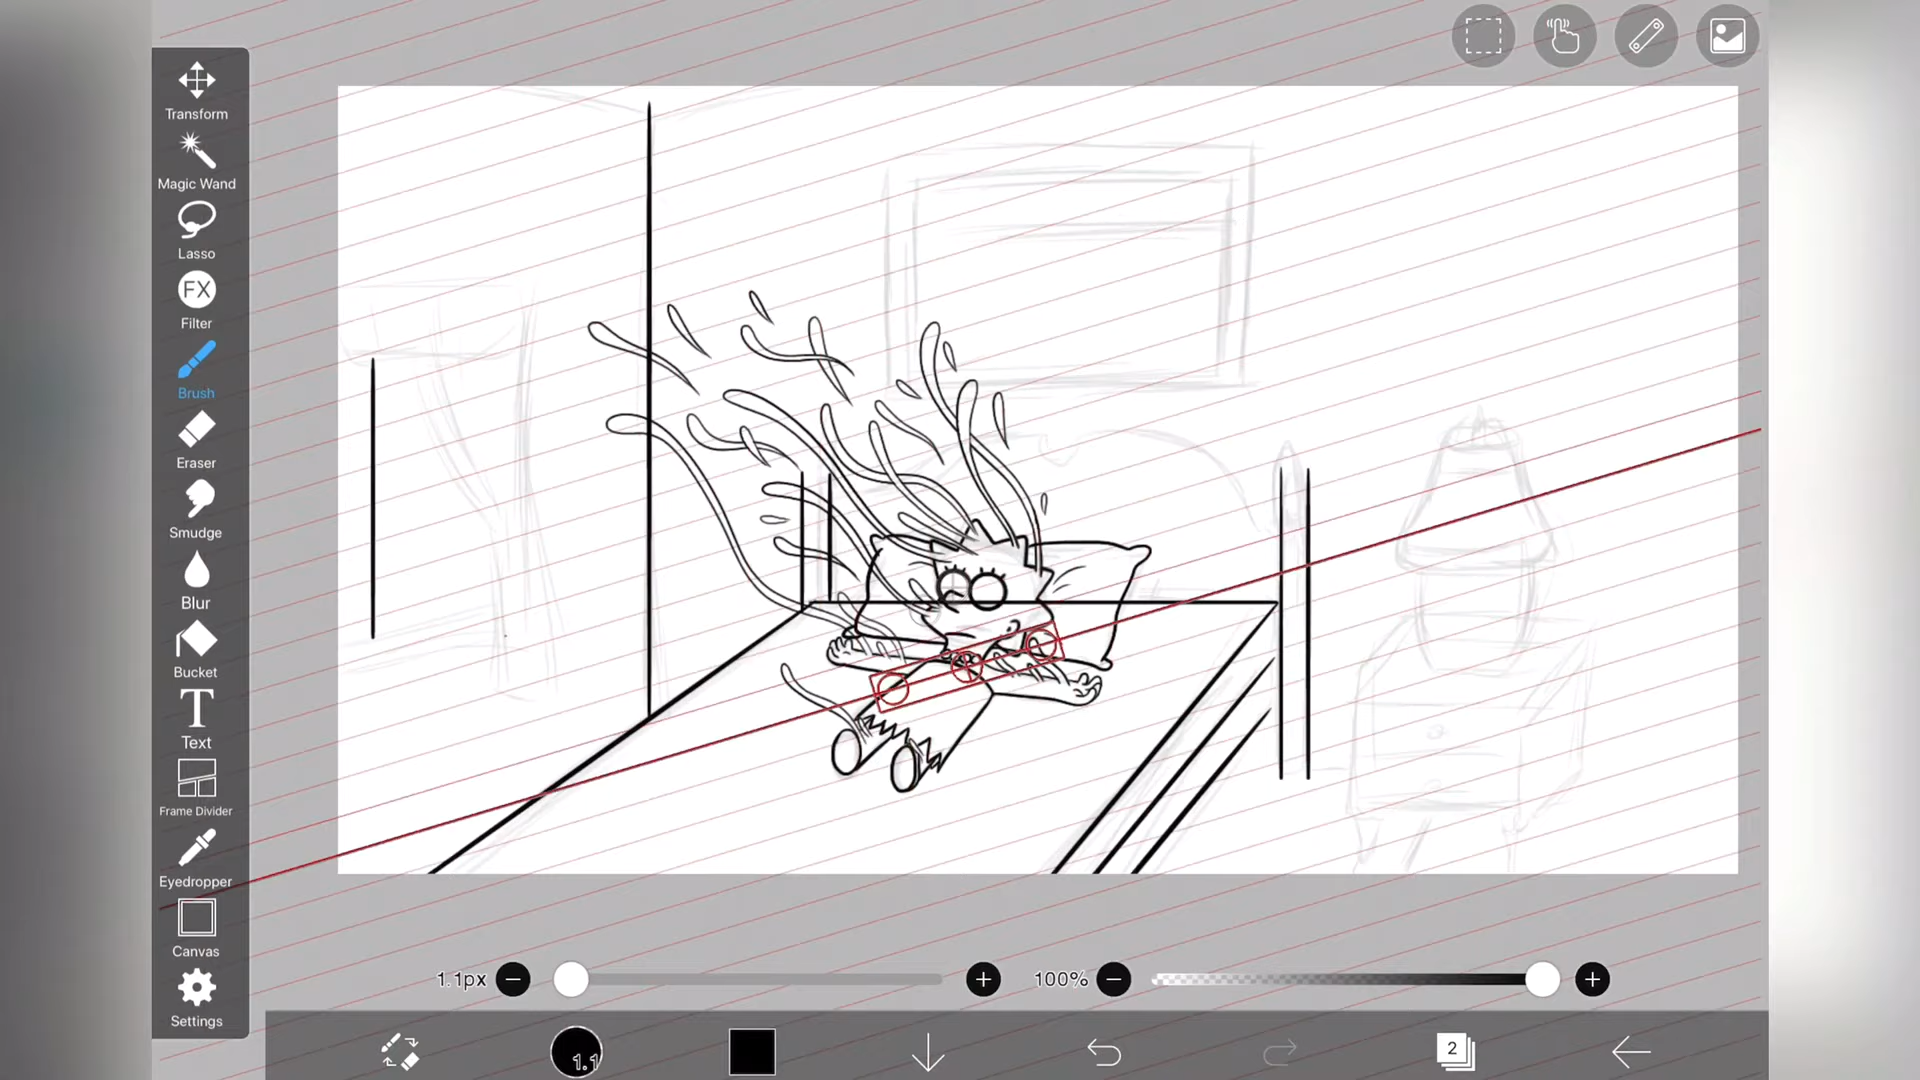 Transform
Magic Wand
Lasso
FX
Filter
Brush
Eraser
Smudge
Blur
Bucket
T
Text
Frame Divider
Eyedropper
Canvas
Settings
1.1px
100%
1.1
2